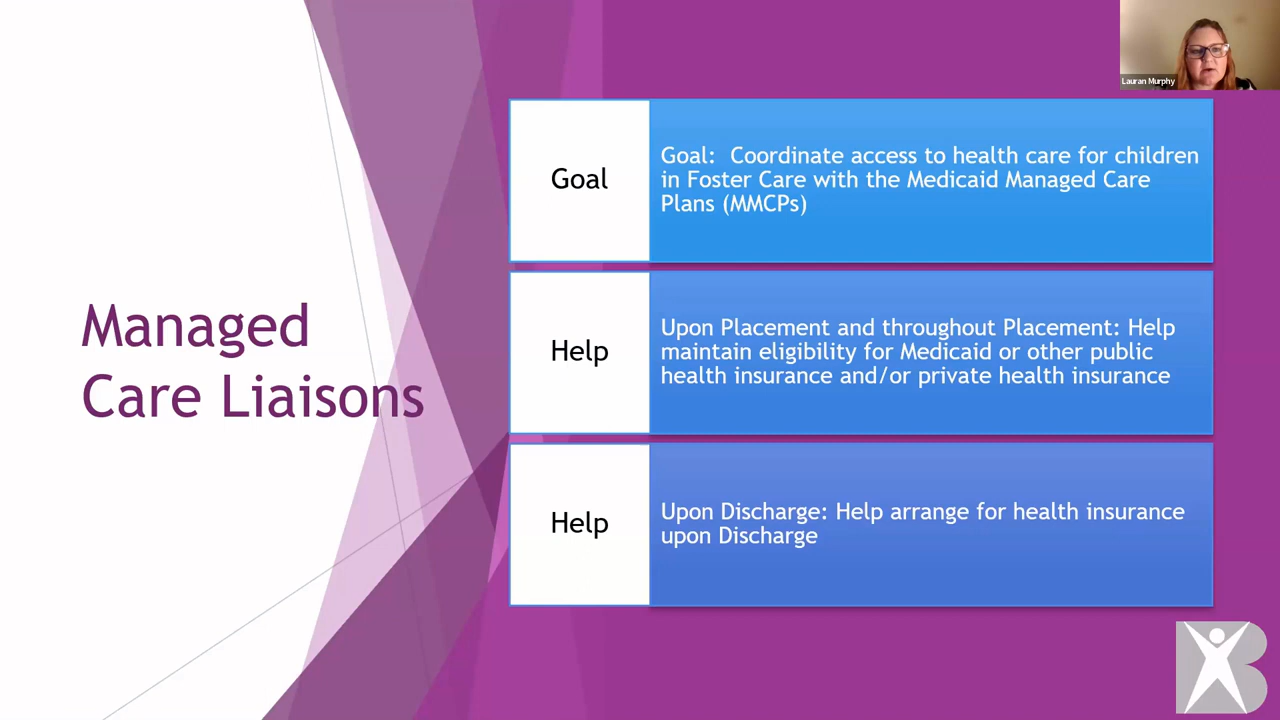 Lauran Murphy
Managed
Care Liaisons
Goal
Goal:  Coordinate access to health care for children
in Foster Care with the Medicaid Managed Care
Plans (MMCPs)
Help
Upon Placement and throughout Placement: Help
maintain eligibility for Medicaid or other public
health insurance and/or private health insurance
Help
Upon Discharge: Help arrange for health insurance
upon Discharge
B